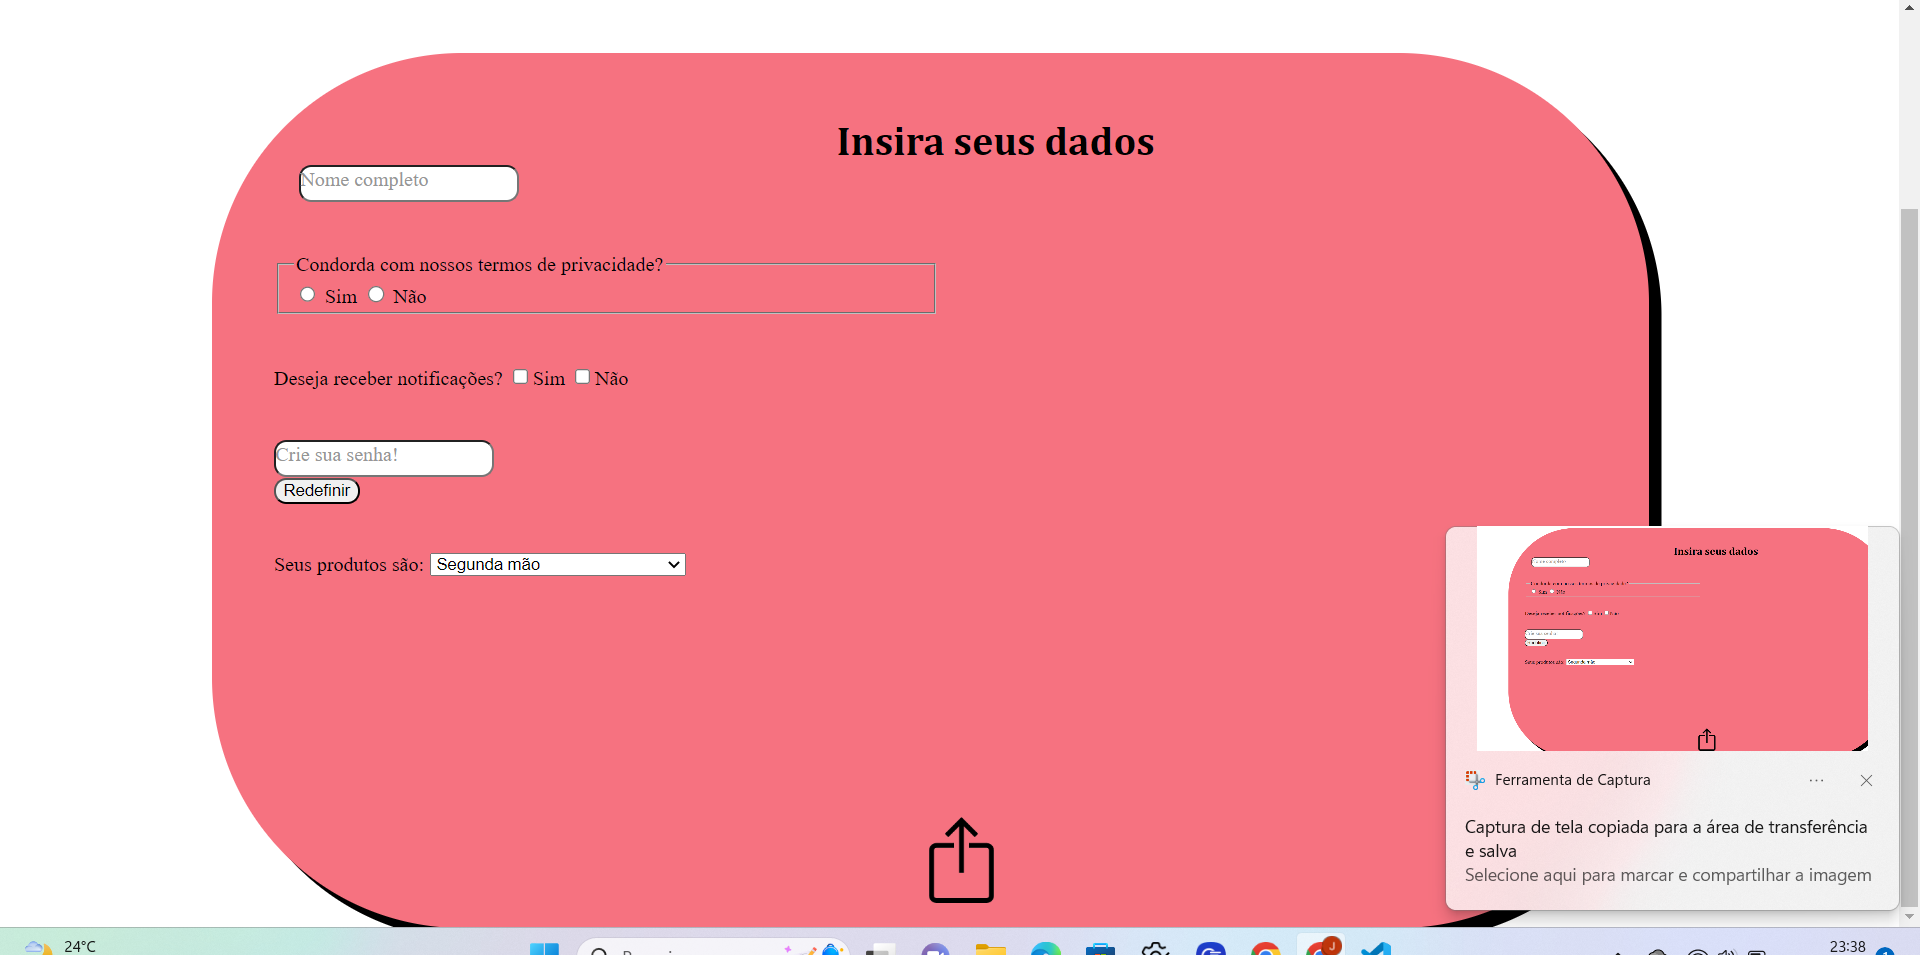 Insira seus dados
Nome completo
Condorda com nossos termos de privacidade?
Sim Não
Deseja receber notificações? Sim Não
Crie sua senha!
Redefinir
Seus produtos são: Segunda mão
Insira seus dados
Ferramenta de Captura
Captura de tela copiada para a área de transferência
e salva
Selecione aqui para marcar e compartilhar a imagem
24°C
J
23:38